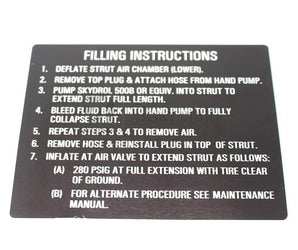 FILLING INSTRUCTIONS
1. DEFLATE STRUT AIR CHAMBER (LOWER).
2. REMOVE TOP PLUG & ATTACH HOSE FROM HAND PUMP.
3. PUMP SKYDROL 500B OR EQUIV. INTO STRUT TO
EXTEND STRUT FULL LENGTH.
4. BLEED FLUID BACK INTO HAND PUMP TO FULLY
COLLAPSE STRUT.
5. REPEAT STEPS 3 & 4 TO REMOVE AIR.
6. REMOVE HOSE & REINSTALL PLUG IN TOP OF STRUT.
7. INFLATE AT AIR VALVE TO EXTEND STRUT AS FOLLOWS:
(A) 280 PSIG AT FULL EXTENSION WITH TIRE CLEAR
OF GROUND.
(B) FOR ALTERNATE PROCEDURE SEE MAINTENANCE
MANUAL.